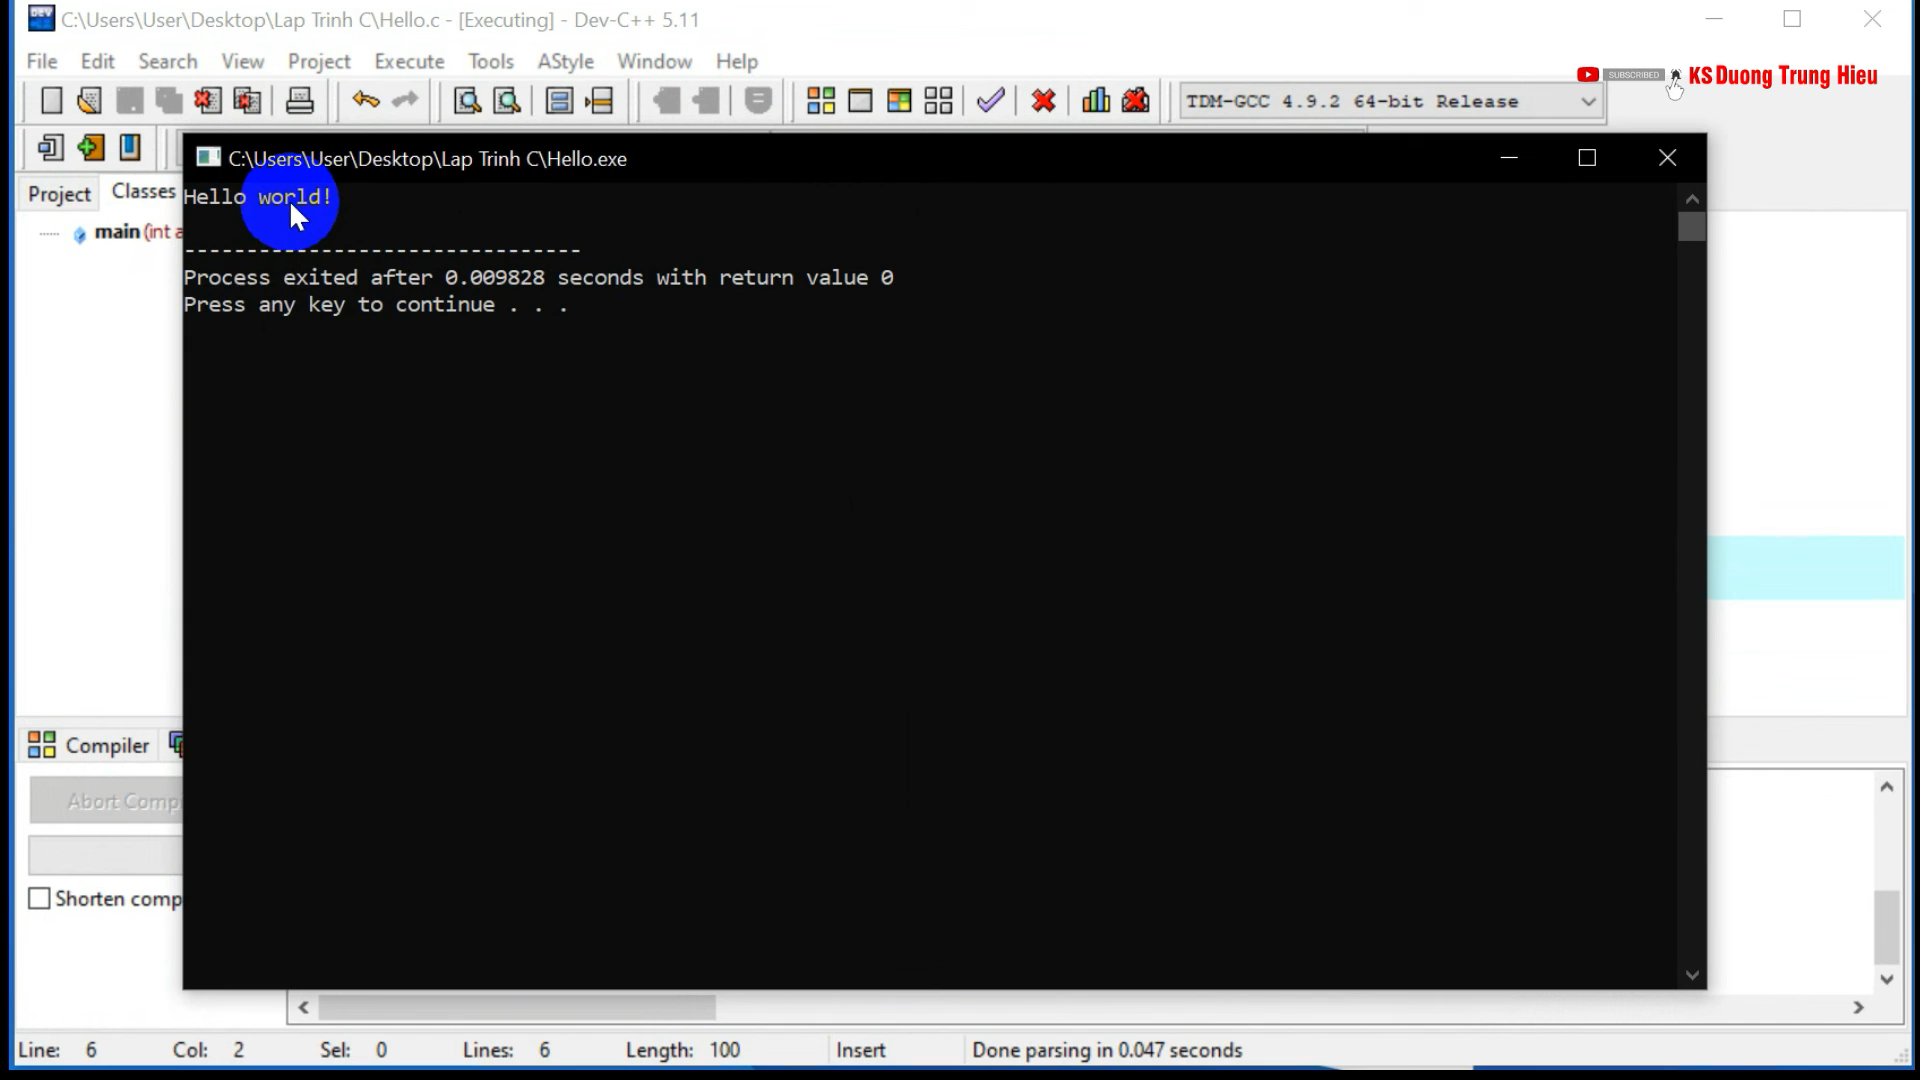 C:\Users\User\Desktop\Lap Trinh C\Hello.c - [Executing] - Dev-C++ 5.11
File Edit Search View Project Execute Tools AStyle Window Help
SUBSCRIBED KS Duong Trung Hieu
TDM-GCC 4.9.2 64-bit Release
C:\Users\User\Desktop\Lap Trinh C\Hello.exe
Project Classes
Hello world!
main (int a
--------------------------------
Process exited after 0.009828 seconds with return value 0
Press any key to continue . . .
Compiler
Abort Compi
Shorten comp
Line: 6 Col: 2 Sel: 0 Lines: 6 Length: 100 Insert Done parsing in 0.047 seconds